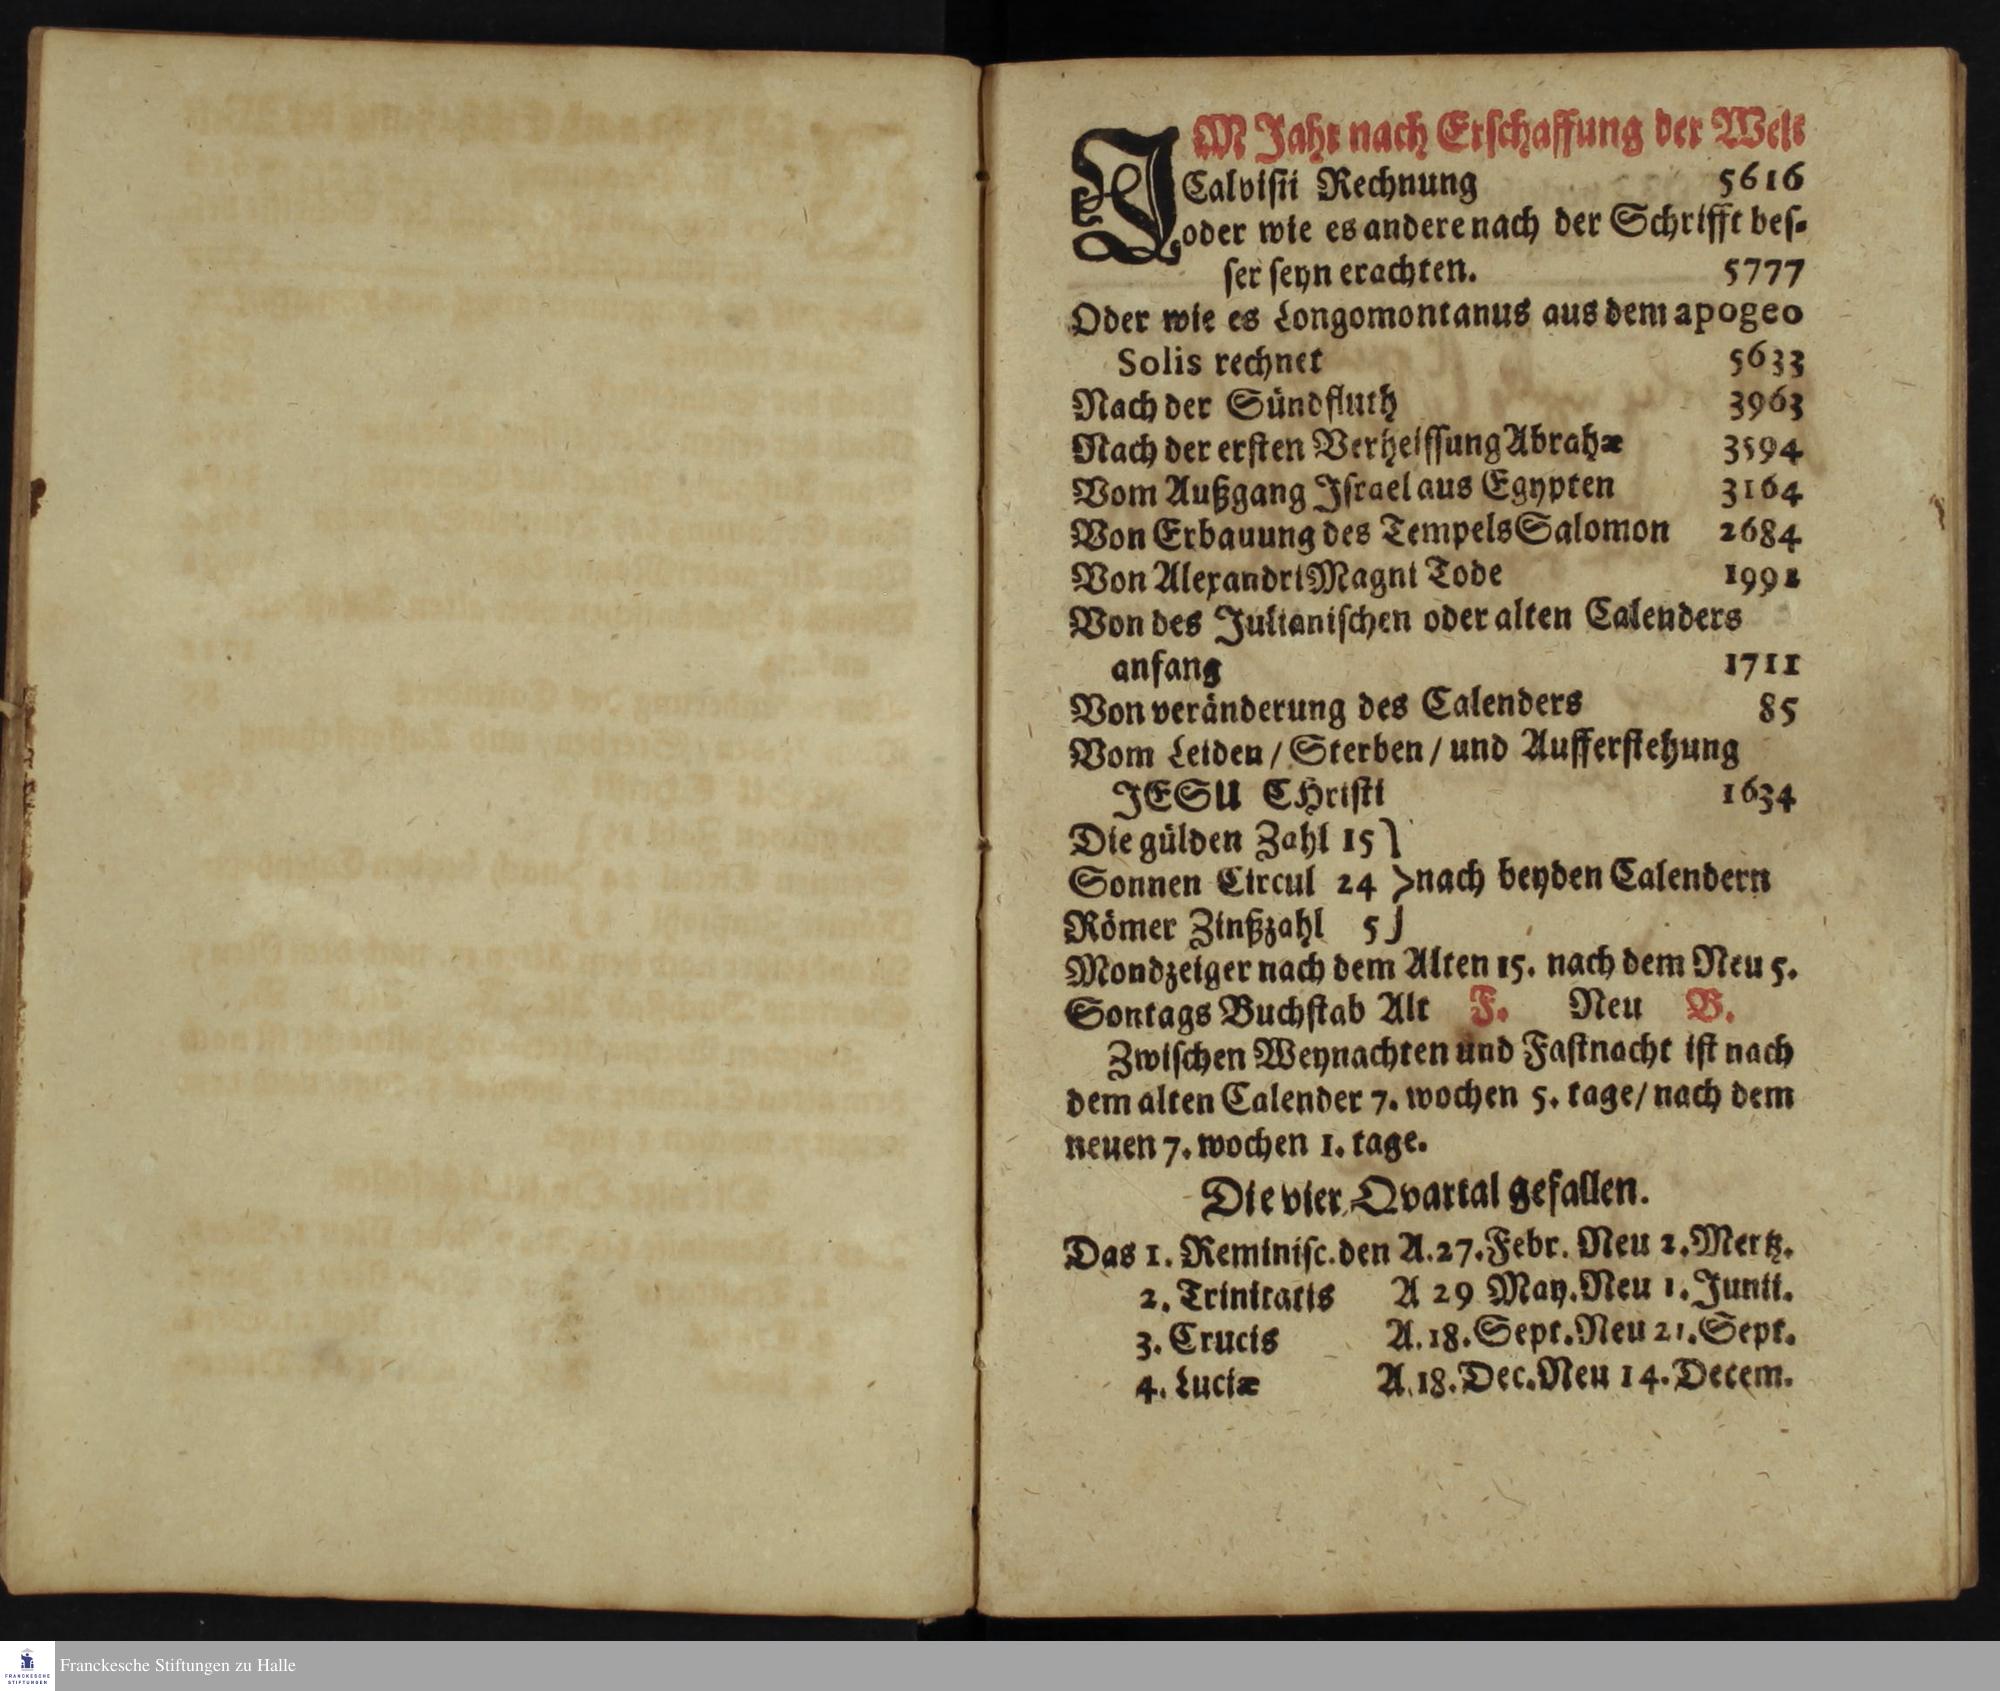 IM Jahr nach Erschaffung der Welt
Calvisii Rechnung 5616
oder wie es andere nach der Schrifft bes-
ser seyn erachten. 5777
Oder wie es Longomontanus aus dem apogeo
Solis rechnet 5633
Nach der Sündfluth 3963
Nach der ersten Verheissung Abrahæ 3594
Vom Außgang Israel aus Egypten 3164
Von Erbauung des Tempels Salomon 2684
Von Alexandri Magni Tode 1991
Von des Julianischen oder alten Calenders
anfang 1711
Von veränderung des Calenders 85
Vom Leiden / Sterben / und Aufferstehung
JESU CHristi 1634
Die gülden Zahl 15
Sonnen Circul 24 nach beyden Calendern
Römer Zinßzahl 5
Mondzeiger nach dem Alten 15. nach dem Neu 5.
Sontags Buchstab Alt F. Neu B.
Zwischen Weynachten und Fastnacht ist nach
dem alten Calender 7. wochen 5. tage / nach dem
neuen 7. wochen 1. tage.
Die vier Qvartal gefallen.
Das 1. Reminisc. den A. 27. Febr. Neu 1. Mertz.
2. Trinitatis A 29 May. Neu 1. Junii.
3. Crucis A. 18. Sept. Neu 21. Sept.
4. Luciæ A. 18. Dec. Neu 14. Decem.
FRANCKESCHE
STIFTUNGEN
Franckesche Stiftungen zu Halle